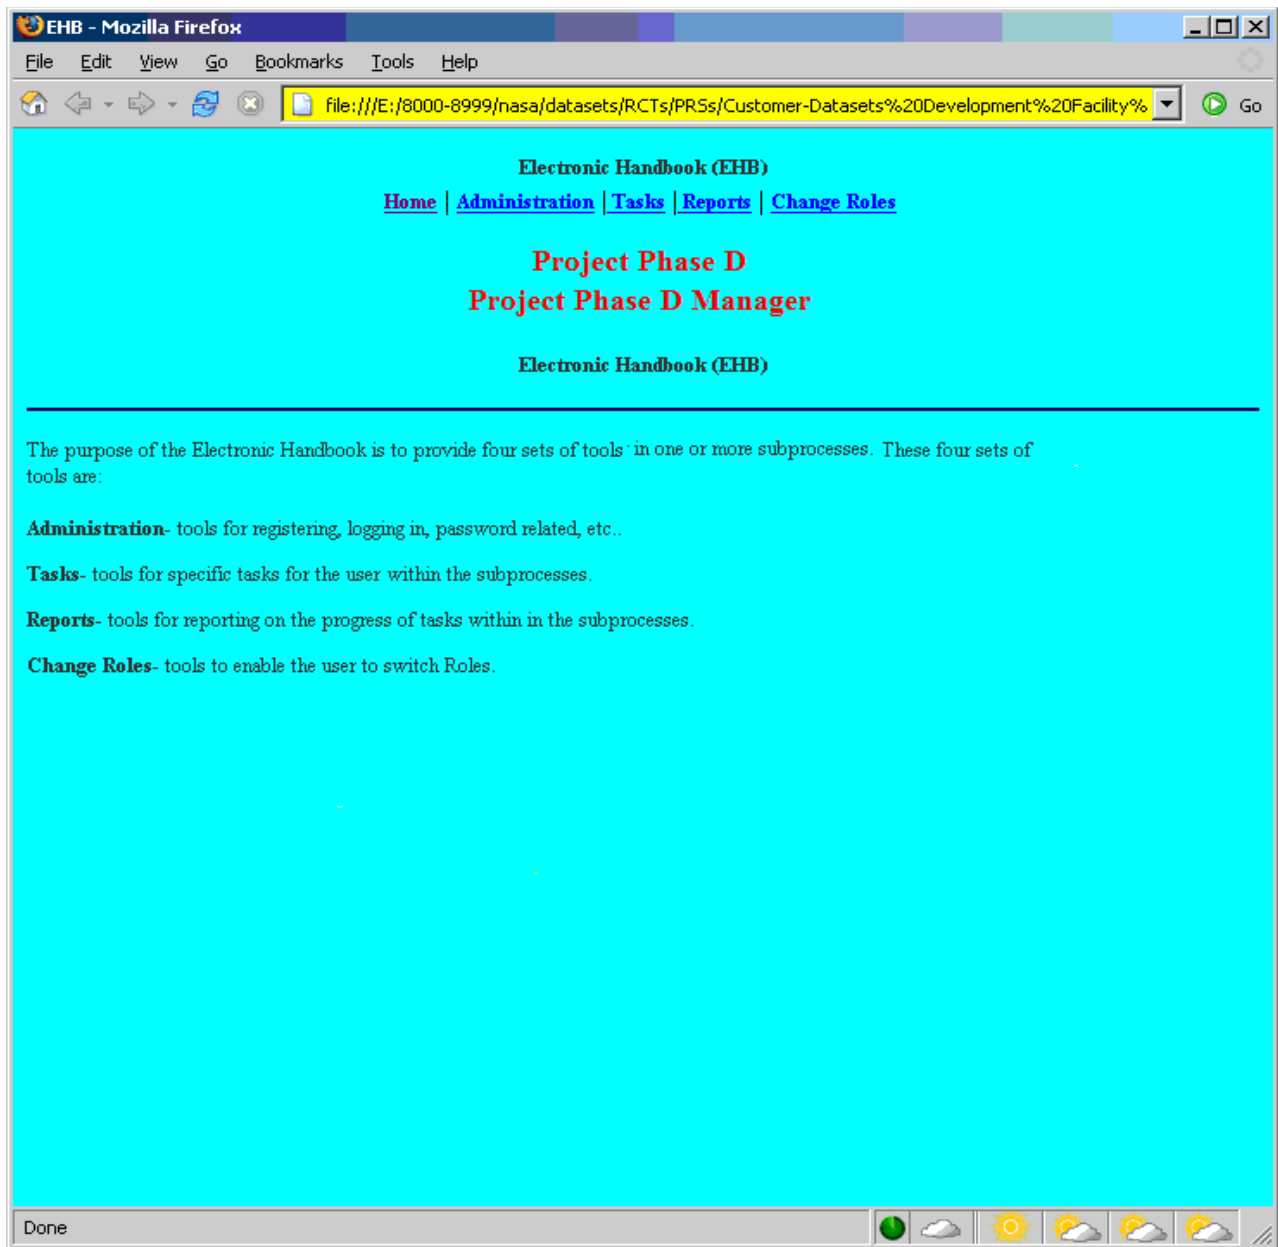 EHB - Mozilla Firefox
File Edit View Go Bookmarks Tools Help
file:///E:/8000-8999/nasa/datasets/RCTs/PRSs/Customer-Datasets%20Development%20Facility% Go
Electronic Handbook (EHB)
Home | Administration | Tasks | Reports | Change Roles
Project Phase D
Project Phase D Manager
Electronic Handbook (EHB)
The purpose of the Electronic Handbook is to provide four sets of tools in one or more subprocesses. These four sets of
tools are:
Administration- tools for registering, logging in, password related, etc..
Tasks- tools for specific tasks for the user within the subprocesses.
Reports- tools for reporting on the progress of tasks within in the subprocesses.
Change Roles- tools to enable the user to switch Roles.
Done